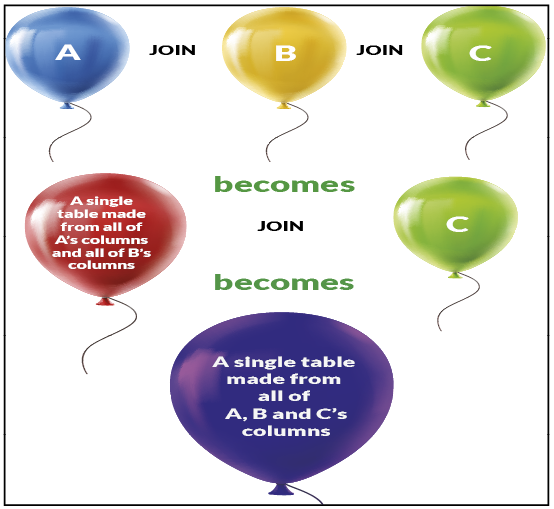 A JOIN B JOIN C
becomes
A single
table made
from all of
A's columns
and all of B's
columns
JOIN
C
becomes
A single table
made from
all of
A, B and C's
columns